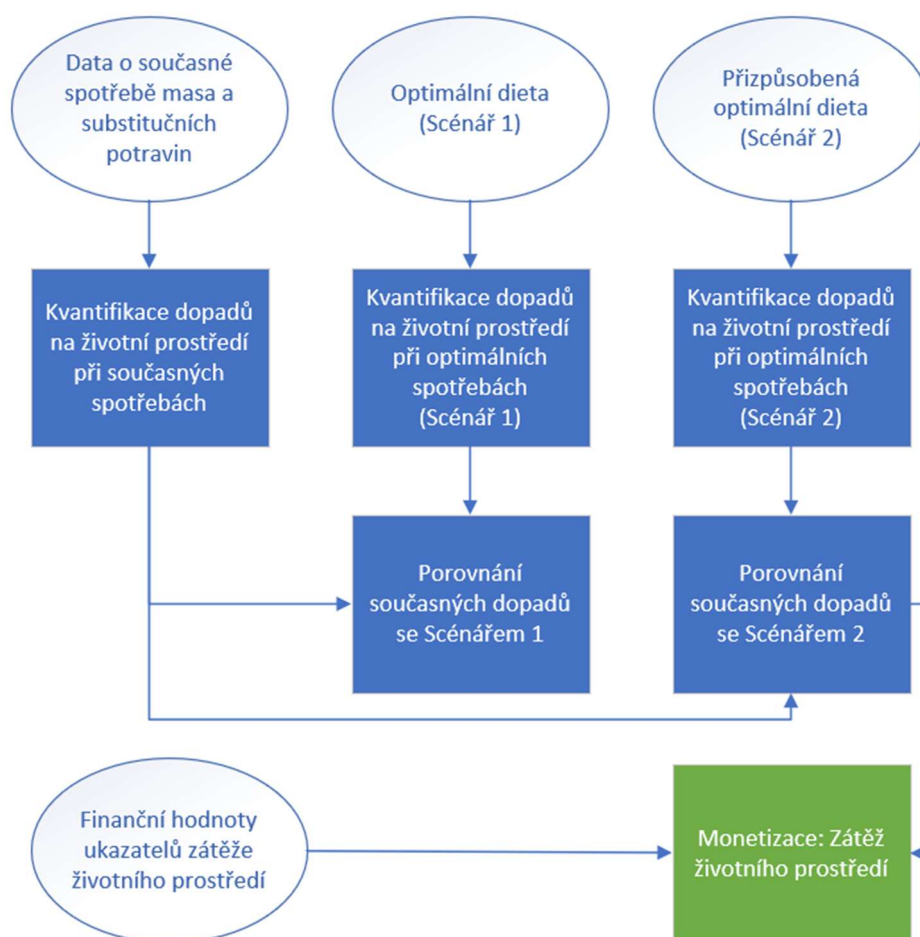 Data o současné
spotřebě masa a
substitučních
potravin
Optimální dieta
(Scénář 1)
Přizpůsobená
optimální dieta
(Scénář 2)
Kvantifikace dopadů
na životní prostředí
při současných
spotřebách
Kvantifikace dopadů
na životní prostředí
při optimálních
spotřebách
(Scénář 1)
Kvantifikace dopadů
na životní prostředí
při optimálních
spotřebách
(Scénář 2)
Porovnání
současných dopadů
se Scénářem 1
Porovnání
současných dopadů
se Scénářem 2
Finanční hodnoty
ukazatelů zátěže
životního prostředí
Monetizace: Zátěž
životního prostředí